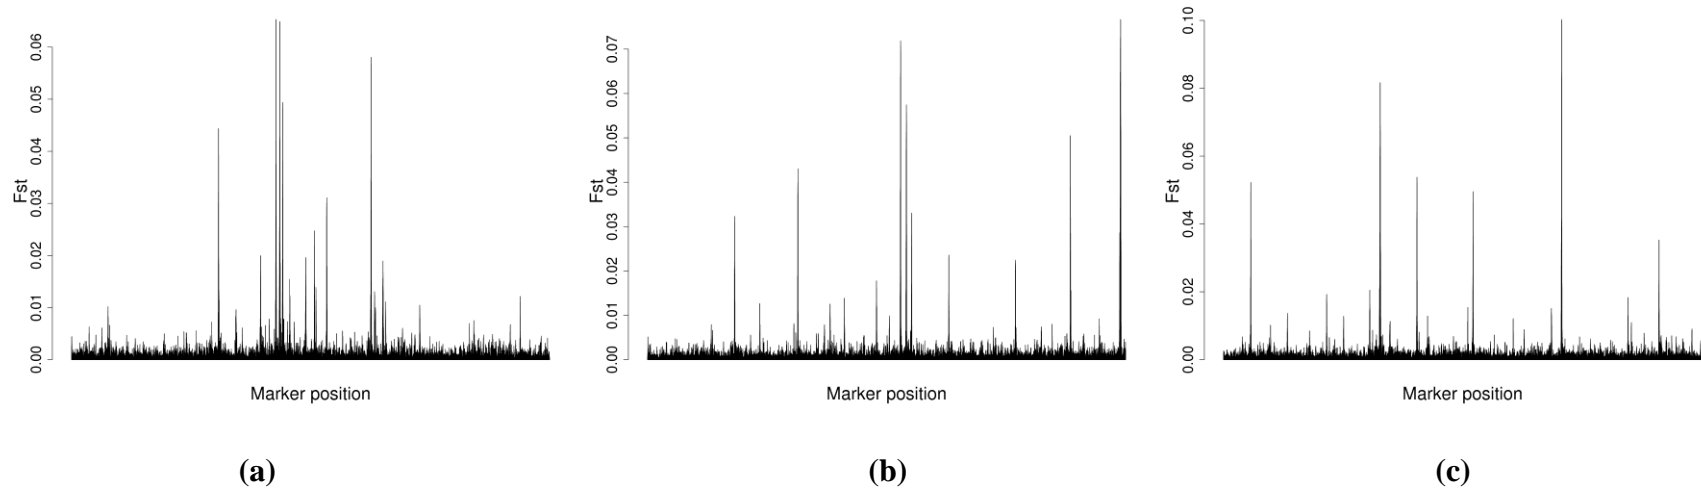 Fst
0.00 0.01 0.02 0.03 0.04 0.05 0.06
Marker position
(a)
Fst
0.00 0.01 0.02 0.03 0.04 0.05 0.06 0.07
Marker position
(b)
Fst
0.00 0.02 0.04 0.06 0.08 0.10
Marker position
(c)